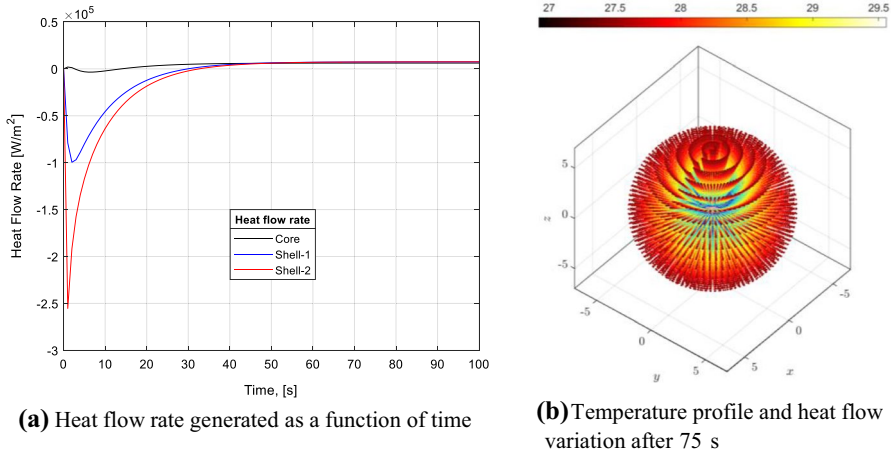 ×10^5
0.5
0
-0.5
-1
-1.5
-2
-2.5
-3
Heat Flow Rate [W/m^2]
Heat flow rate
Core
Shell-1
Shell-2
0 10 20 30 40 50 60 70 80 90 100
Time, [s]
(a) Heat flow rate generated as a function of time
27 27.5 28 28.5 29 29.5
5
0
-5
z
-5
0
5
y
-5
0
5
x
(b) Temperature profile and heat flow
variation after 75 s